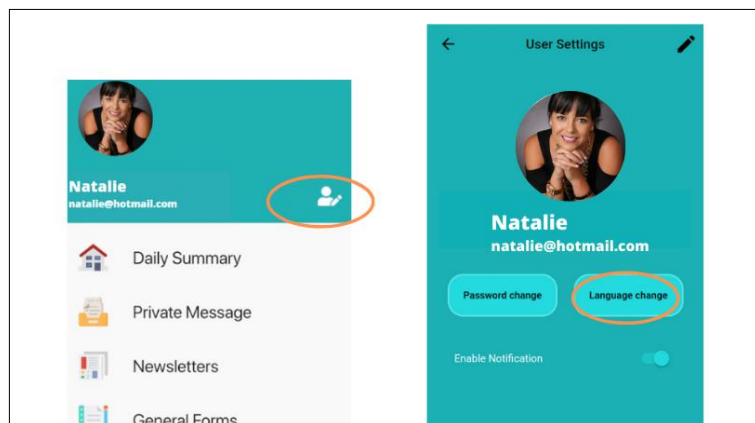 Natalie
natalie@hotmail.com
Daily Summary
Private Message
Newsletters
General Forms
User Settings
Natalie
natalie@hotmail.com
Password change
Language change
Enable Notification